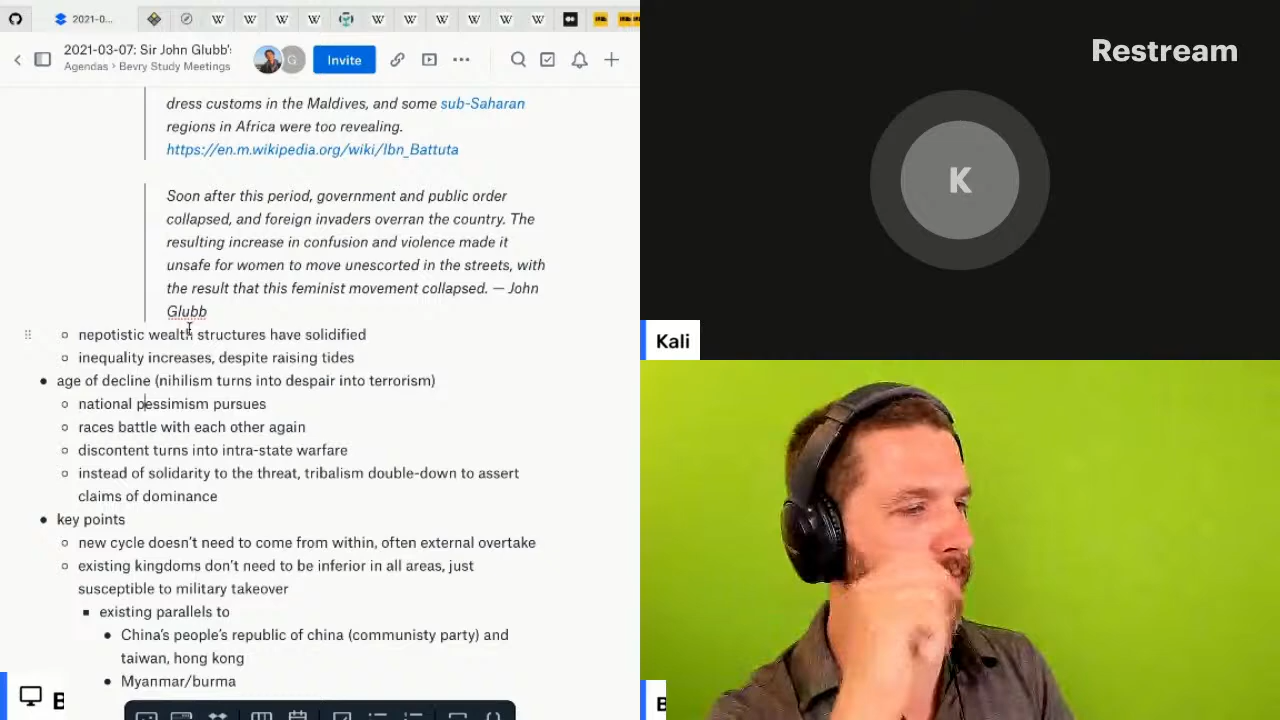 2021-0...
2021-03-07: Sir John Glubb's
Agendas > Bevry Study Meetings
G
Invite
dress customs in the Maldives, and some sub-Saharan
regions in Africa were too revealing.
https://en.m.wikipedia.org/wiki/Ibn_Battuta
Soon after this period, government and public order
collapsed, and foreign invaders overran the country. The
resulting increase in confusion and violence made it
unsafe for women to move unescorted in the streets, with
the result that this feminist movement collapsed. — John
Glubb
nepotistic wealth structures have solidified
inequality increases, despite raising tides
age of decline (nihilism turns into despair into terrorism)
national pessimism pursues
races battle with each other again
discontent turns into intra-state warfare
instead of solidarity to the threat, tribalism double-down to assert
claims of dominance
key points
new cycle doesn't need to come from within, often external overtake
existing kingdoms don't need to be inferior in all areas, just
susceptible to military takeover
existing parallels to
China's people's republic of china (communisty party) and
taiwan, hong kong
Myanmar/burma
Restream
K
Kali